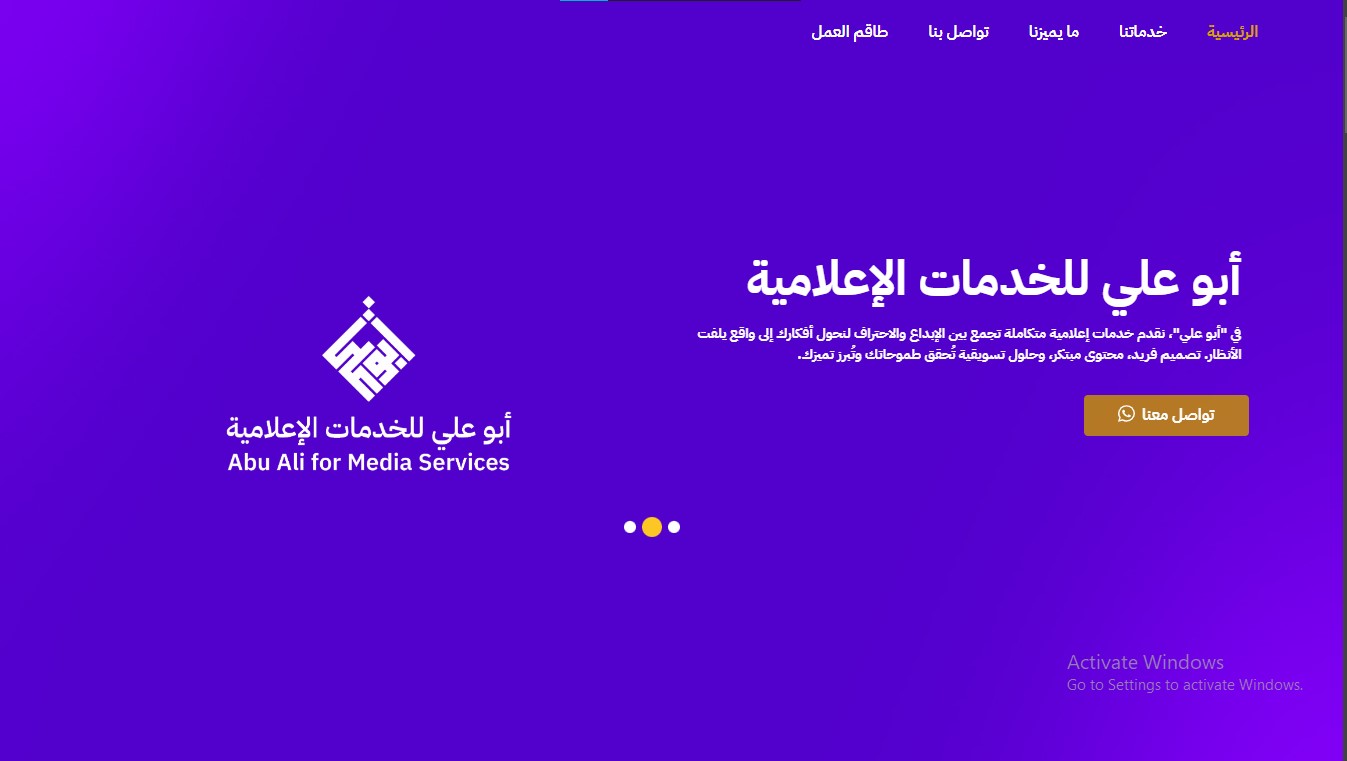 الرئيسية
خدماتنا
ما يميزنا
تواصل بنا
طاقم العمل
أبو علي للخدمات الإعلامية
في "أبو علي"، نقدم خدمات إعلامية متكاملة تجمع بين الإبداع والاحتراف لنحول أفكارك إلى واقع يلفت
الأنظار. تصميم فريد، محتوى مبتكر، وحلول تسويقية تُحقق طموحاتك وتُبرز تميزك.
تواصل معنا
أبو علي للخدمات الإعلامية
Abu Ali for Media Services
Activate Windows
Go to Settings to activate Windows.